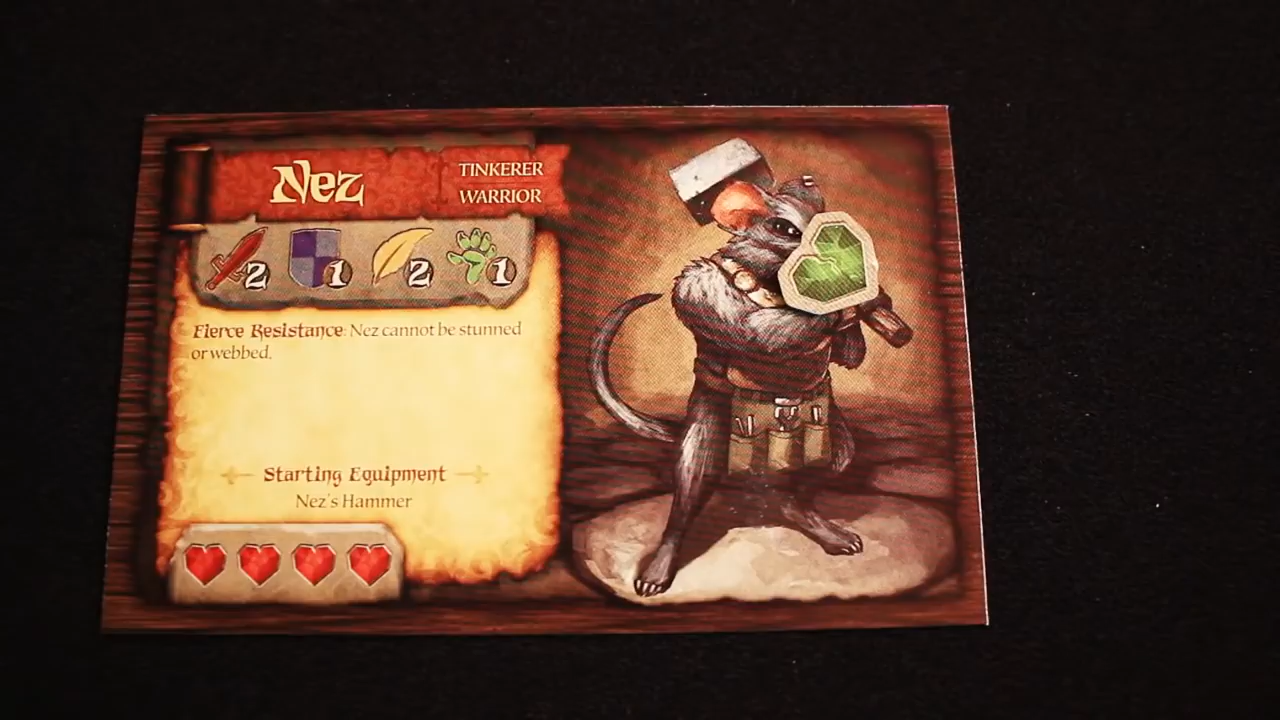 Nez
TINKERER
WARRIOR
2 1 2 1
Fierce Resistance: Nez cannot be stunned
or webbed.
Starting Equipment
Nez's Hammer